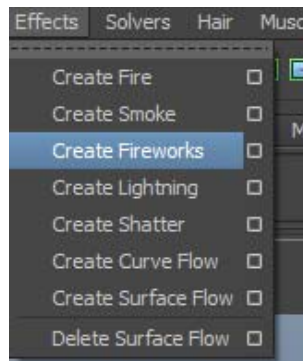 Effects Solvers Hair
Create Fire
Create Smoke
Create Fireworks
Create Lightning
Create Shatter
Create Curve Flow
Create Surface Flow
Delete Surface Flow